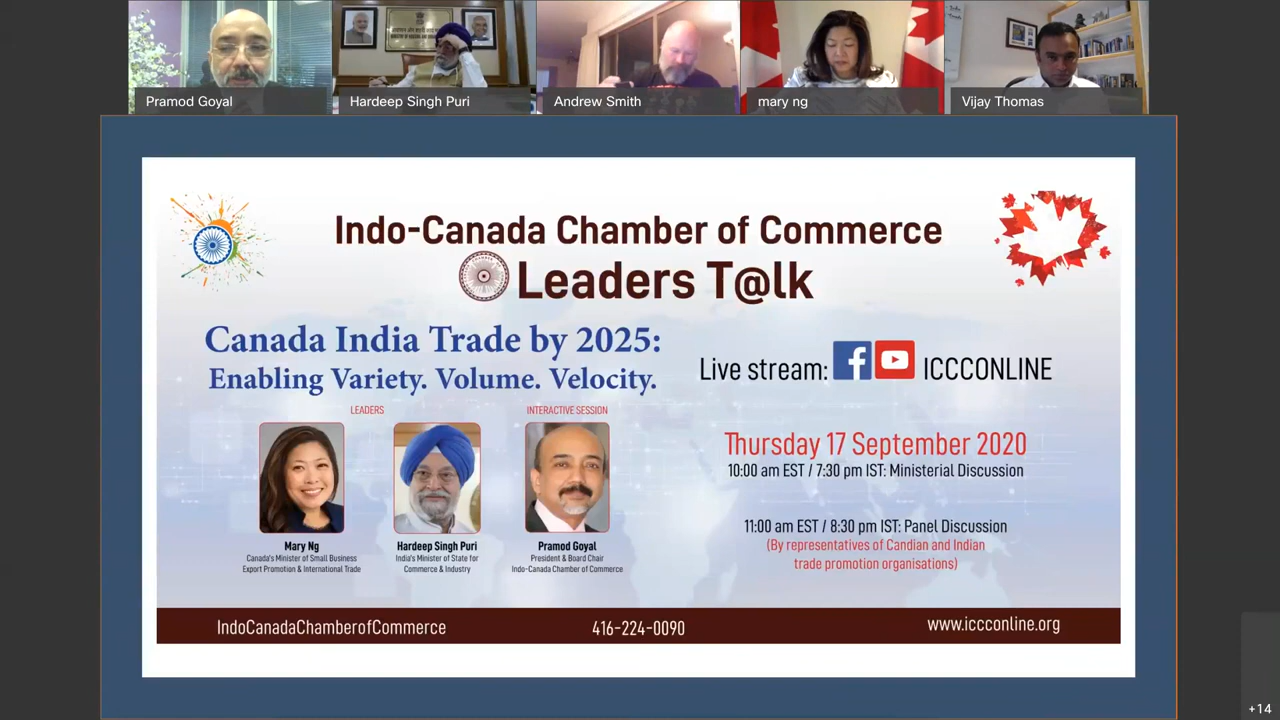 Pramod Goyal
Hardeep Singh Puri
Andrew Smith
mary ng
Vijay Thomas
Indo-Canada Chamber of Commerce
Leaders T@lk
Canada India Trade by 2025:
Enabling Variety. Volume. Velocity.
Live stream: ICCCONLINE
LEADERS
INTERACTIVE SESSION
Mary Ng
Canada's Minister of Small Business
Export Promotion & International Trade
Hardeep Singh Puri
India's Minister of State for
Commerce & Industry
Pramod Goyal
President & Board Chair
Indo-Canada Chamber of Commerce
Thursday 17 September 2020
10:00 am EST / 7:30 pm IST: Ministerial Discussion
11:00 am EST / 8:30 pm IST: Panel Discussion
(By representatives of Candian and Indian
trade promotion organisations)
IndoCanadaChamberofCommerce
416-224-0090
www.iccconline.org
+14